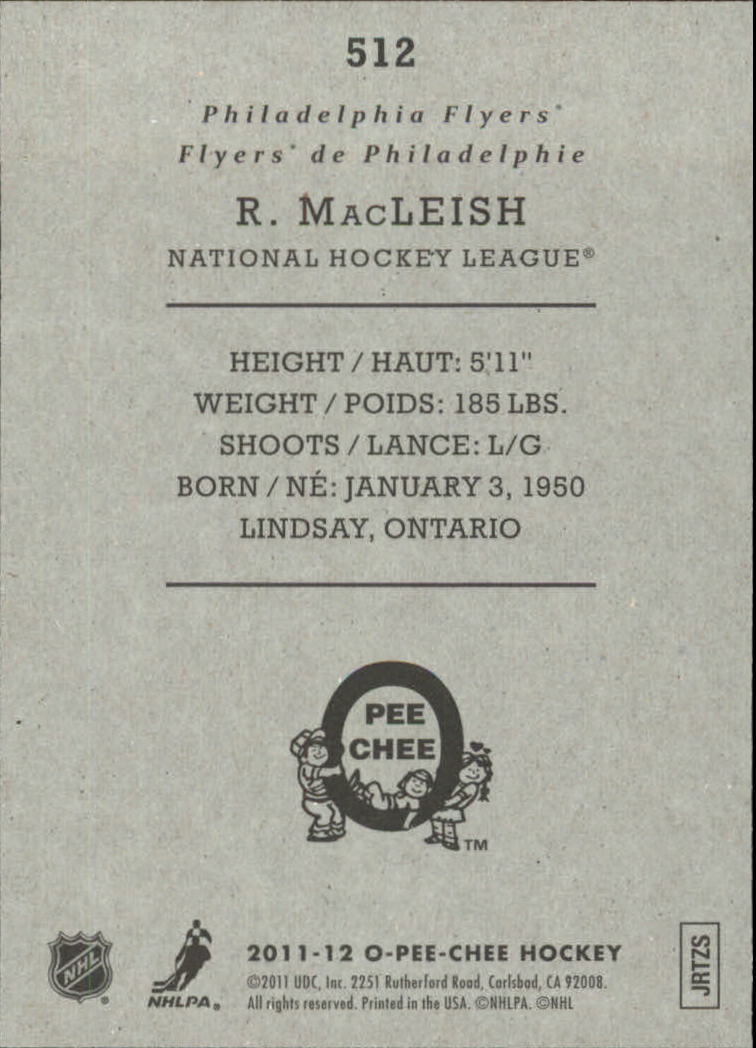 512
Philadelphia Flyers*
Flyers* de Philadelphie
R. MacLEISH
NATIONAL HOCKEY LEAGUE®
HEIGHT / HAUT: 5'11"
WEIGHT / POIDS: 185 LBS.
SHOOTS / LANCE: L/G
BORN / NÉ: JANUARY 3, 1950
LINDSAY, ONTARIO
O
PEE
CHEE
TM
NHL
®
NHLPA®
2011-12 O-PEE-CHEE HOCKEY
©2011 UDC, Inc. 2251 Rutherford Road, Carlsbad, CA 92008.
All rights reserved. Printed in the USA. ©NHLPA. ©NHL
JRTZS